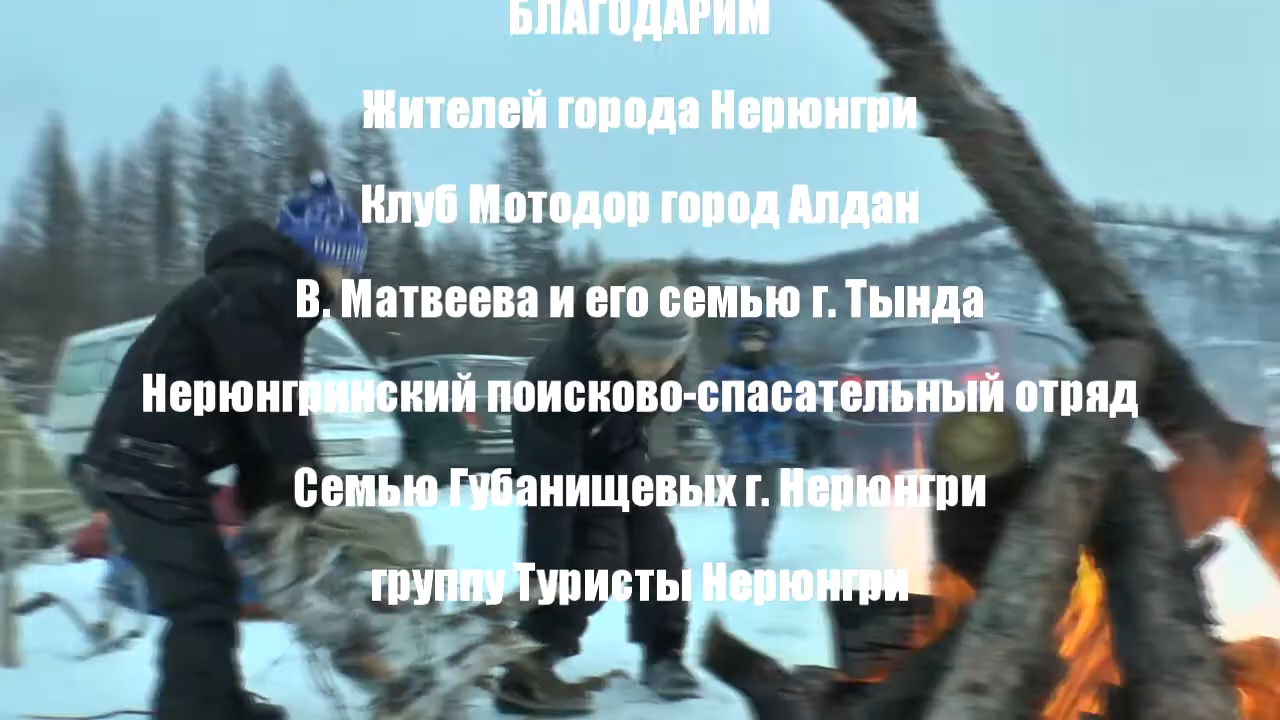 БЛАГОДАРИМ
Жителей города Нерюнгри
Клуб Мотодор город Алдан
В. Матвеева и его семью г. Тында
Нерюнгринский поисково-спасательный отряд
Семью Губанищевых г. Нерюнгри
группу Туристы Нерюнгри